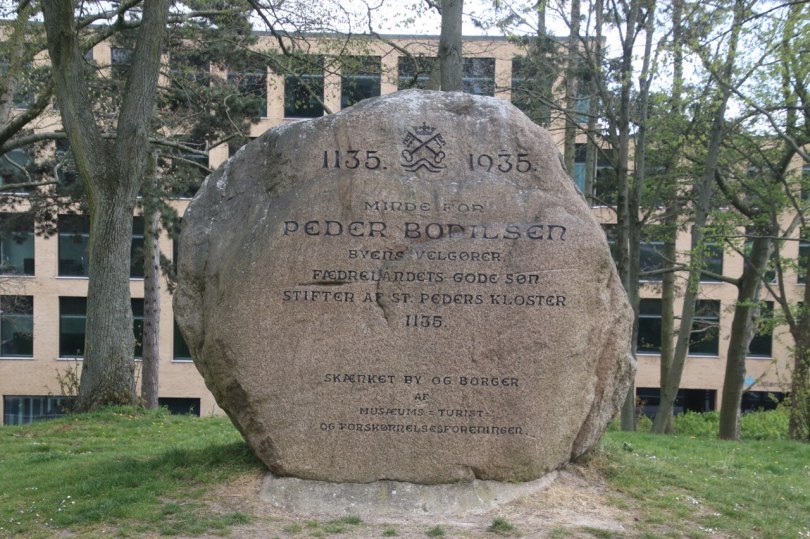 1135. 1935.
MINDE FOR
PEDER BODILSEN
BYENS VELGØRER
FÆDRELANDETS GODE SØN
STIFTER AF ST. PEDERS KLOSTER
1135.
SKÆNKET BY OG BORGER
AF
MUSÆUMS = TURIST =
OG FORSKØNNELSESFORENINGEN.